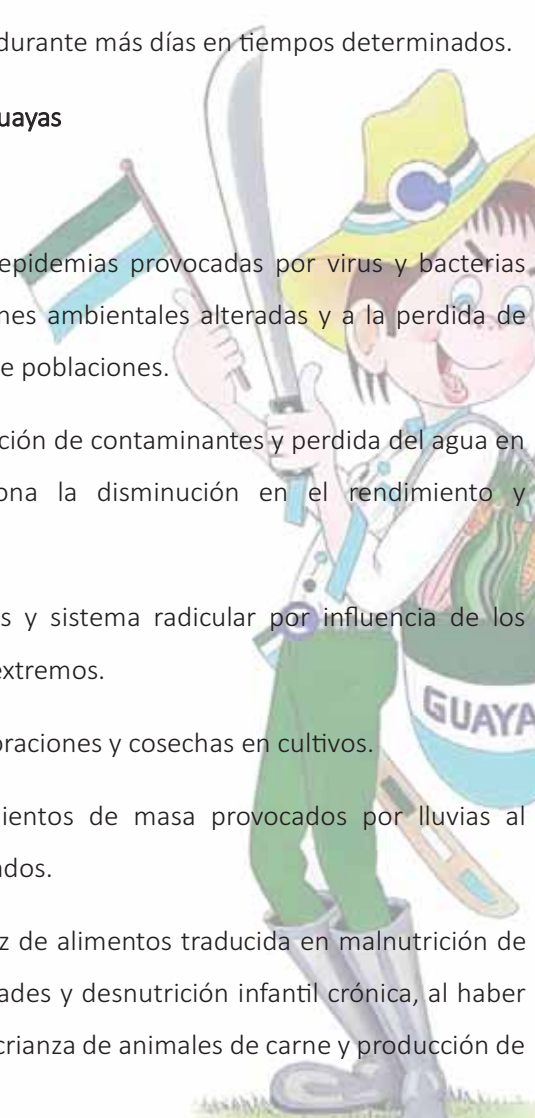 durante más días en tiempos determinados.
uayas
epidemias provocadas por virus y bacterias
nes ambientales alteradas y a la perdida de
e poblaciones.
ción de contaminantes y perdida del agua en
ona la disminución en el rendimiento y
s y sistema radicular por influencia de los
extremos.
oraciones y cosechas en cultivos.
ientos de masa provocados por lluvias al
ados.
z de alimentos traducida en malnutrición de
ades y desnutrición infantil crónica, al haber
crianza de animales de carne y producción de
GUAYA